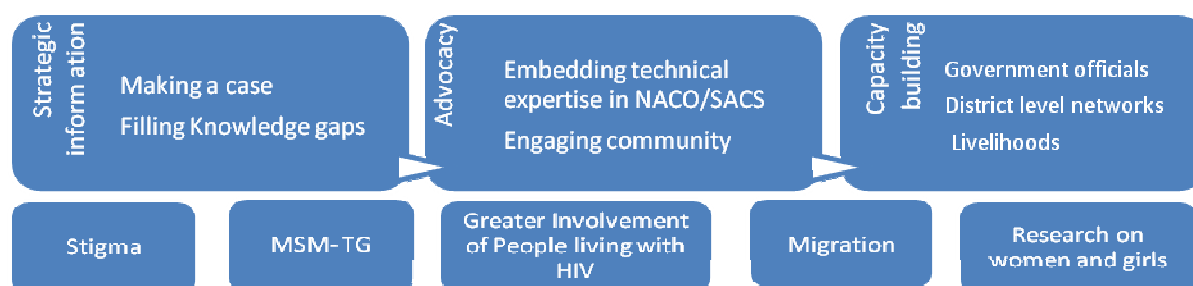 Strategic
inform ation
Making a case
Filling Knowledge gaps
Advocacy
Embedding technical
expertise in NACO/SACS
Engaging community
Capacity
building
Government officials
District level networks
Livelihoods
Stigma
MSM- TG
Greater Involvement
of People living with
HIV
Migration
Research on
women and girls